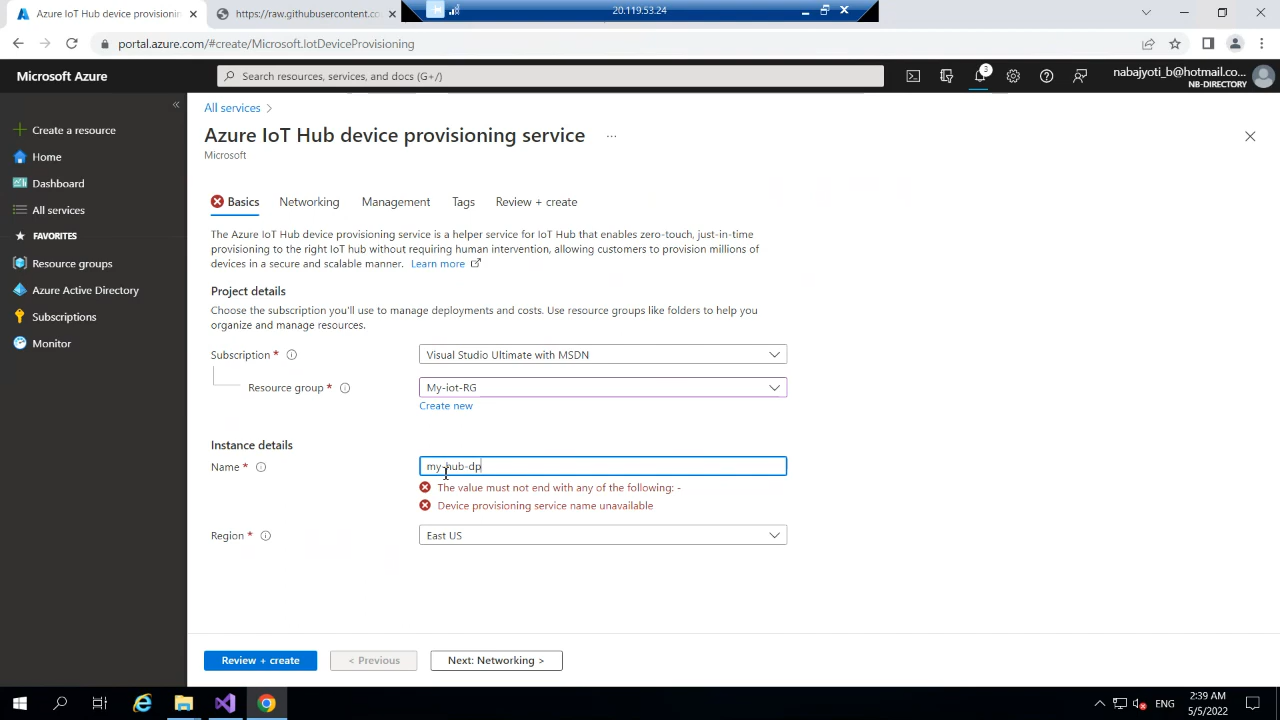 Azure IoT Hub device provisionin
https://raw.githubusercontent.co
20.119.53.24
portal.azure.com/#create/Microsoft.IotDeviceProvisioning
Microsoft Azure
Search resources, services, and docs (G+/)
3
nabajyoti_b@hotmail.co...
NB-DIRECTORY
Create a resource
Home
Dashboard
All services
FAVORITES
Resource groups
Azure Active Directory
Subscriptions
Monitor
All services >
Azure IoT Hub device provisioning service ...
Microsoft
Basics
Networking
Management
Tags
Review + create
The Azure IoT Hub device provisioning service is a helper service for IoT Hub that enables zero-touch, just-in-time
provisioning to the right IoT hub without requiring human intervention, allowing customers to provision millions of
devices in a secure and scalable manner. Learn more
Project details
Choose the subscription you'll use to manage deployments and costs. Use resource groups like folders to help you
organize and manage resources.
Subscription *
Visual Studio Ultimate with MSDN
Resource group *
My-iot-RG
Create new
Instance details
Name *
my-hub-dp
The value must not end with any of the following: -
Device provisioning service name unavailable
Region *
East US
Review + create
< Previous
Next: Networking >
ENG
2:39 AM
5/5/2022